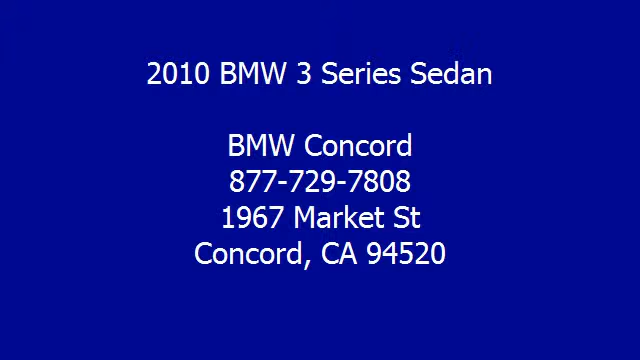 2010 BMW 3 Series Sedan
BMW Concord
877-729-7808
1967 Market St
Concord, CA 94520